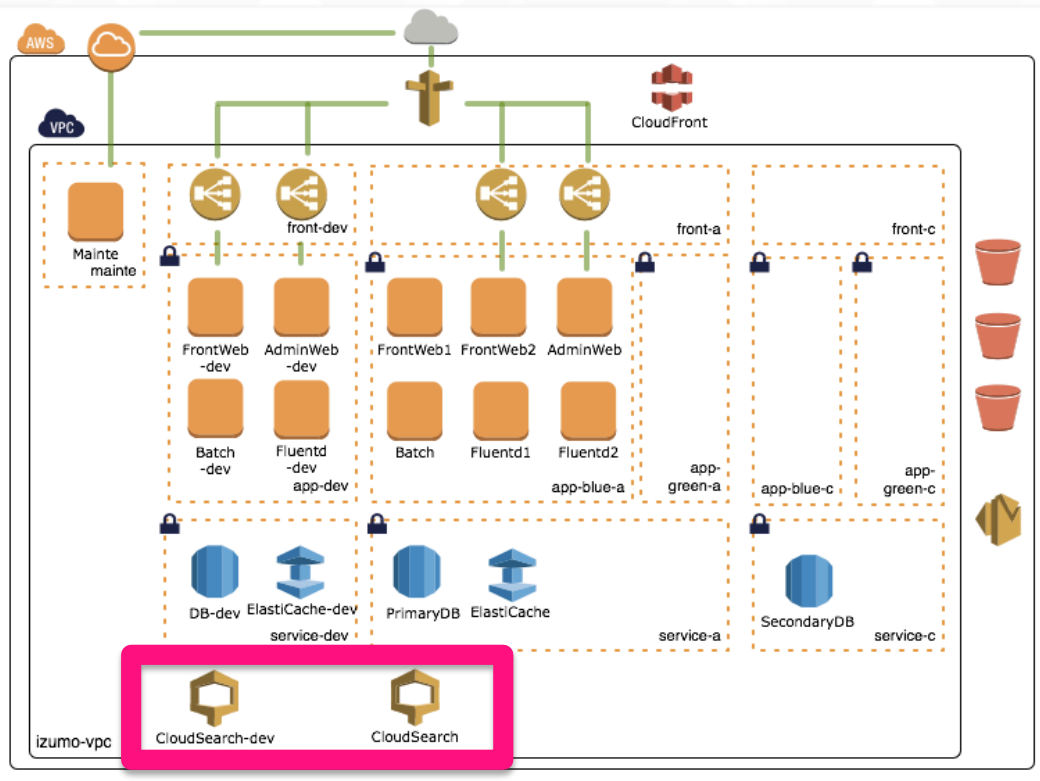 AWS
CloudFront
VPC
front-dev
front-a
front-c
Mainte
mainte
FrontWeb
-dev
AdminWeb
-dev
FrontWeb1
FrontWeb2
AdminWeb
Batch
-dev
Fluentd
-dev
app-dev
Batch
Fluentd1
Fluentd2
app-blue-a
app-
green-a
app-blue-c
app-
green-c
DB-dev
ElastiCache-dev
service-dev
PrimaryDB
ElastiCache
service-a
SecondaryDB
service-c
CloudSearch-dev
CloudSearch
izumo-vpc